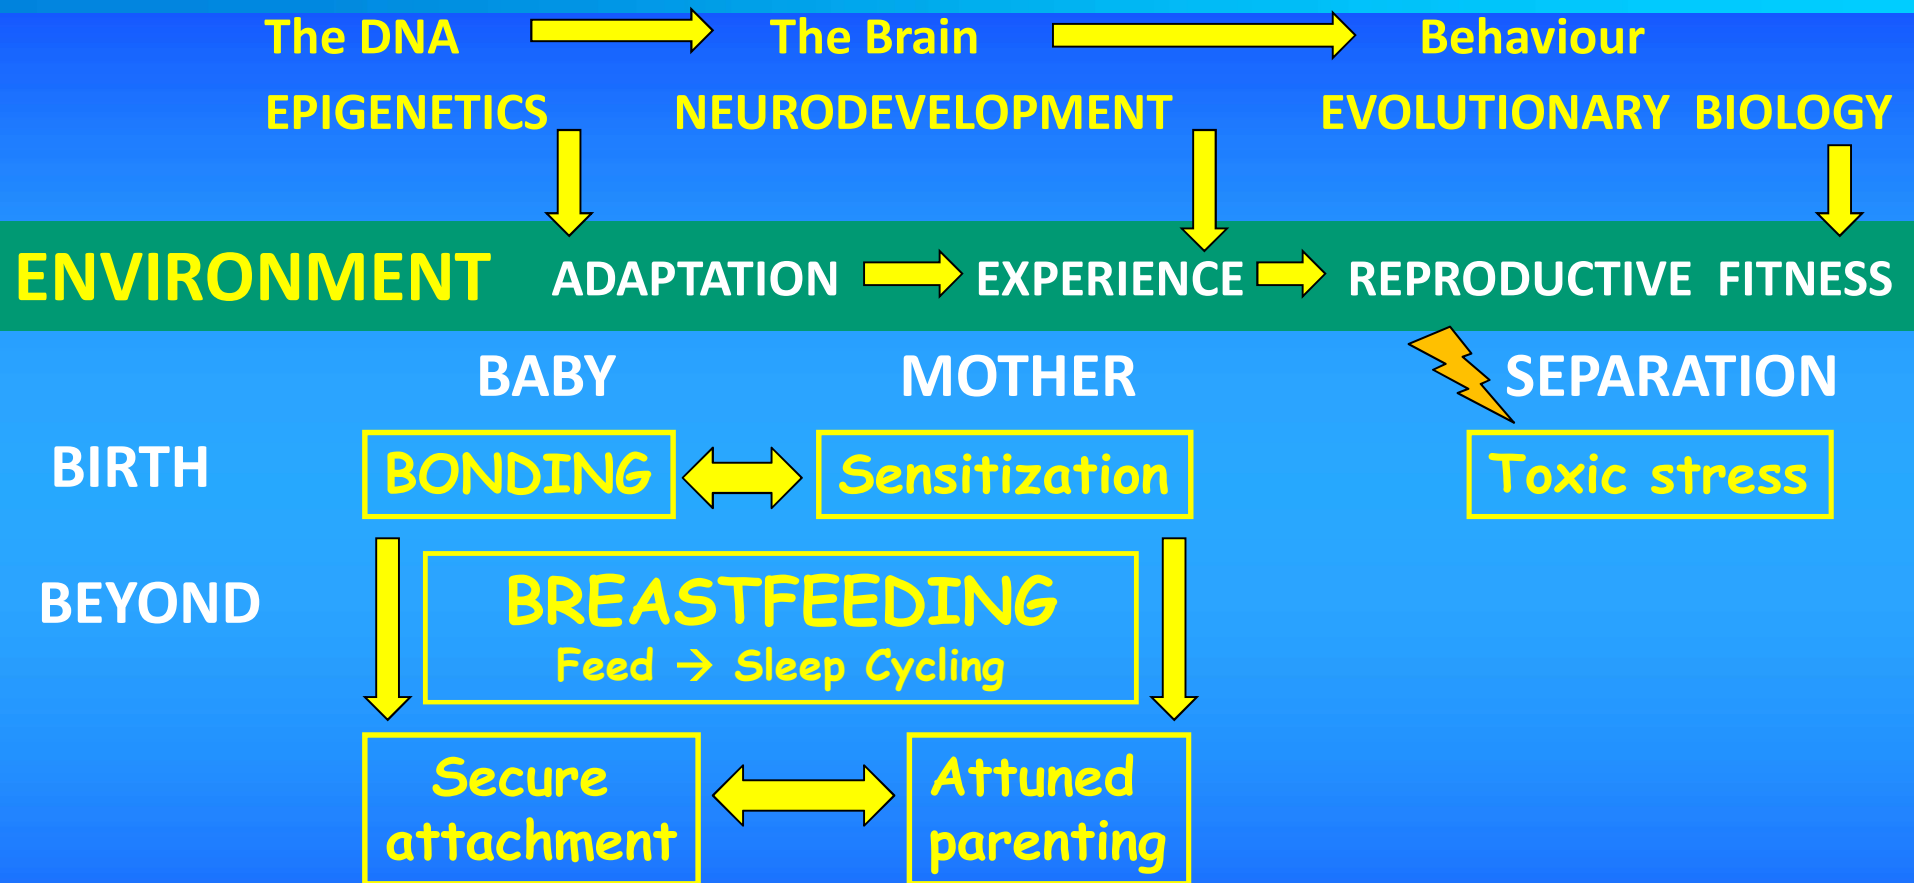 The DNA The Brain Behaviour
EPIGENETICS NEURODEVELOPMENT EVOLUTIONARY BIOLOGY
ENVIRONMENT ADAPTATION EXPERIENCE REPRODUCTIVE FITNESS
BABY MOTHER SEPARATION
BIRTH BONDING Sensitization Toxic stress
BEYOND BREASTFEEDING
Feed → Sleep Cycling
Secure attachment
Attuned parenting